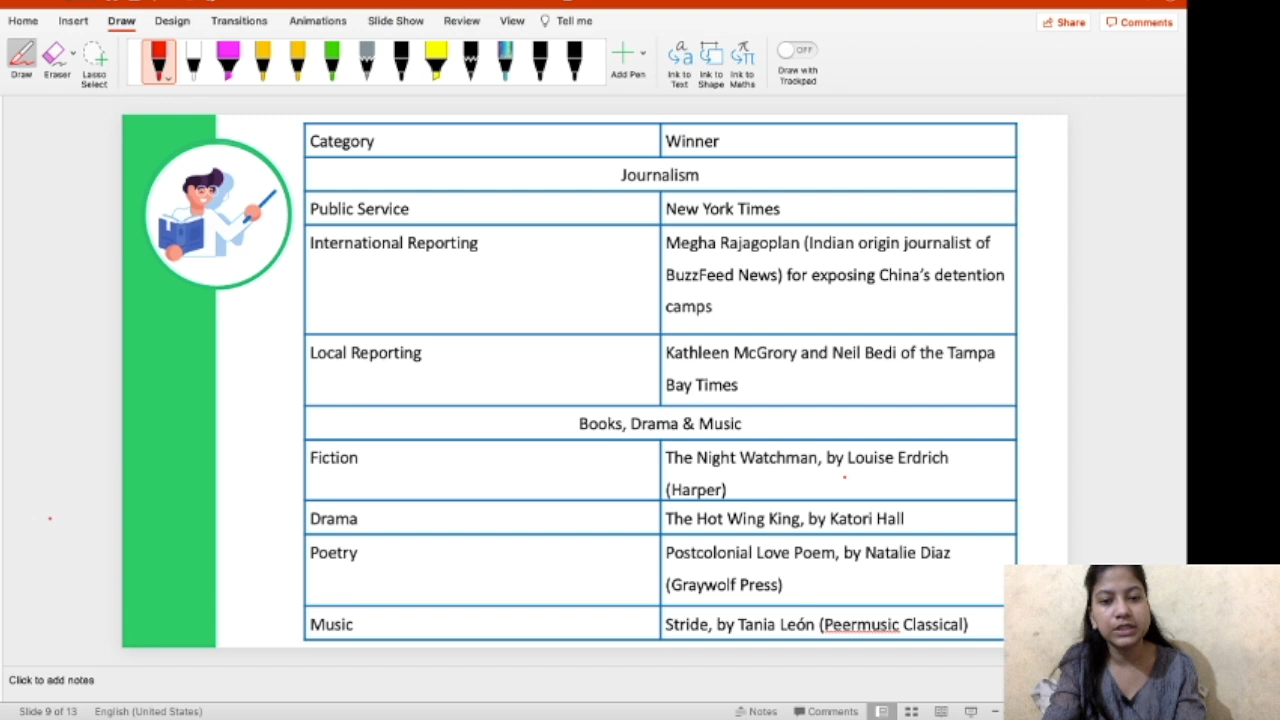 Home Insert Draw Design Transitions Animations Slide Show Review View Tell me Share Comments
Draw Eraser Lasso Select Add Pen Ink to Text Ink to Shape Ink to Maths OFF Draw with Trackpad
Category Winner
Journalism
Public Service New York Times
International Reporting Megha Rajagoplan (Indian origin journalist of
BuzzFeed News) for exposing China's detention
camps
Local Reporting Kathleen McGrory and Neil Bedi of the Tampa
Bay Times
Books, Drama & Music
Fiction The Night Watchman, by Louise Erdrich
(Harper)
Drama The Hot Wing King, by Katori Hall
Poetry Postcolonial Love Poem, by Natalie Diaz
(Graywolf Press)
Music Stride, by Tania León (Peermusic Classical)
Click to add notes
Slide 9 of 13 English (United States) Notes Comments